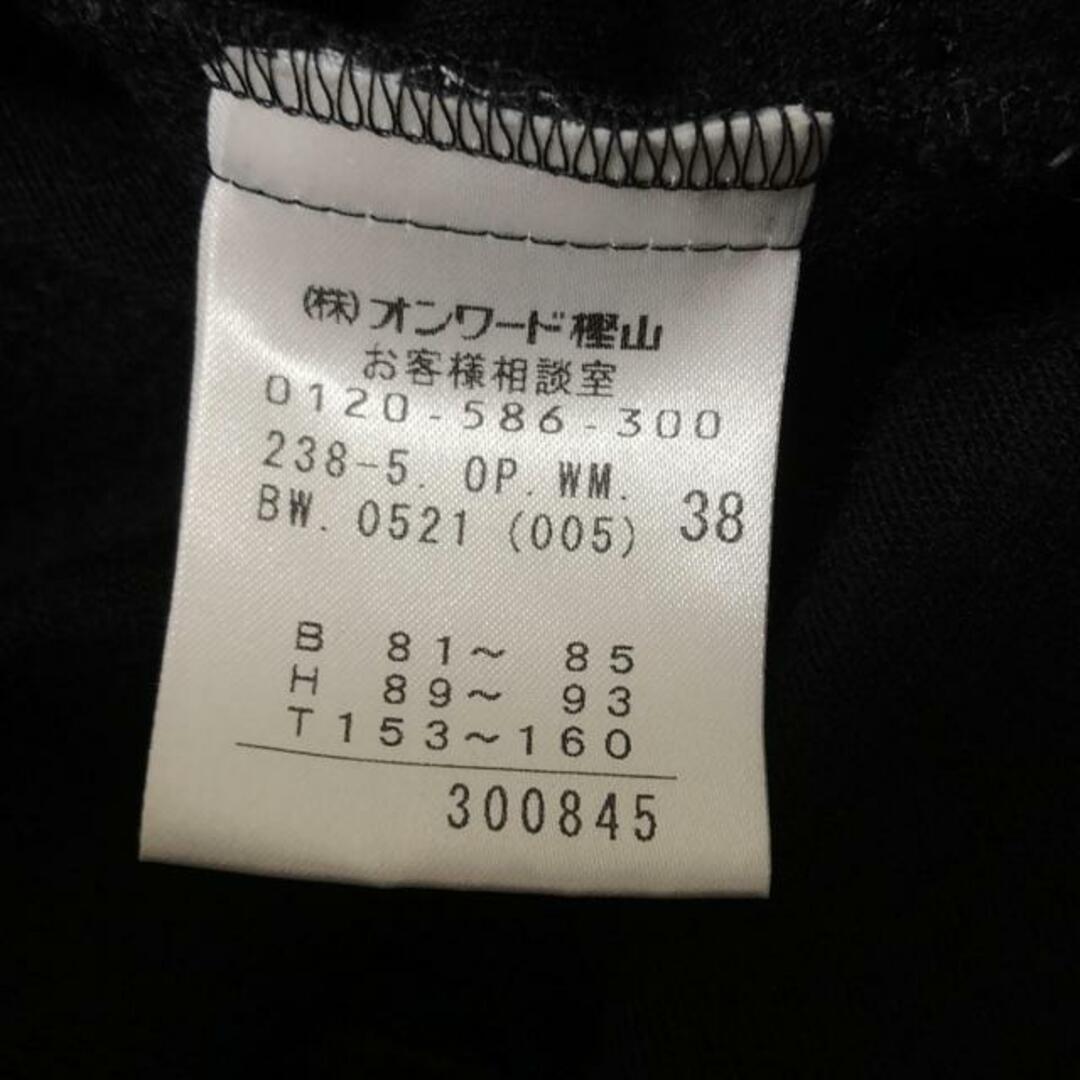 (株)オンワード樫山
お客様相談室
0120-586-300
238-5. OP. WM. 38
BW. 0521 (005)
B 81~ 85
H 89~ 93
T153~160
300845